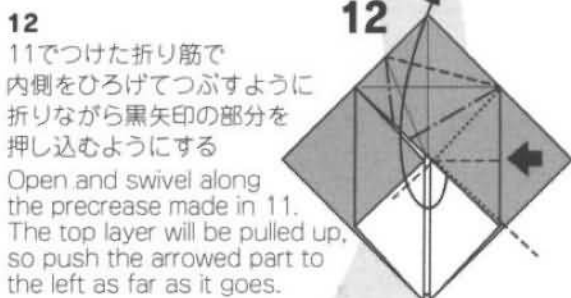 12
11でつけた折り筋で
内側をひろげてつぶすように
折りながら黒矢印の部分を
押し込むようにする
Open and swivel along
the precrease made in 11.
The top layer will be pulled up,
so push the arrowed part to
the left as far as it goes.
12